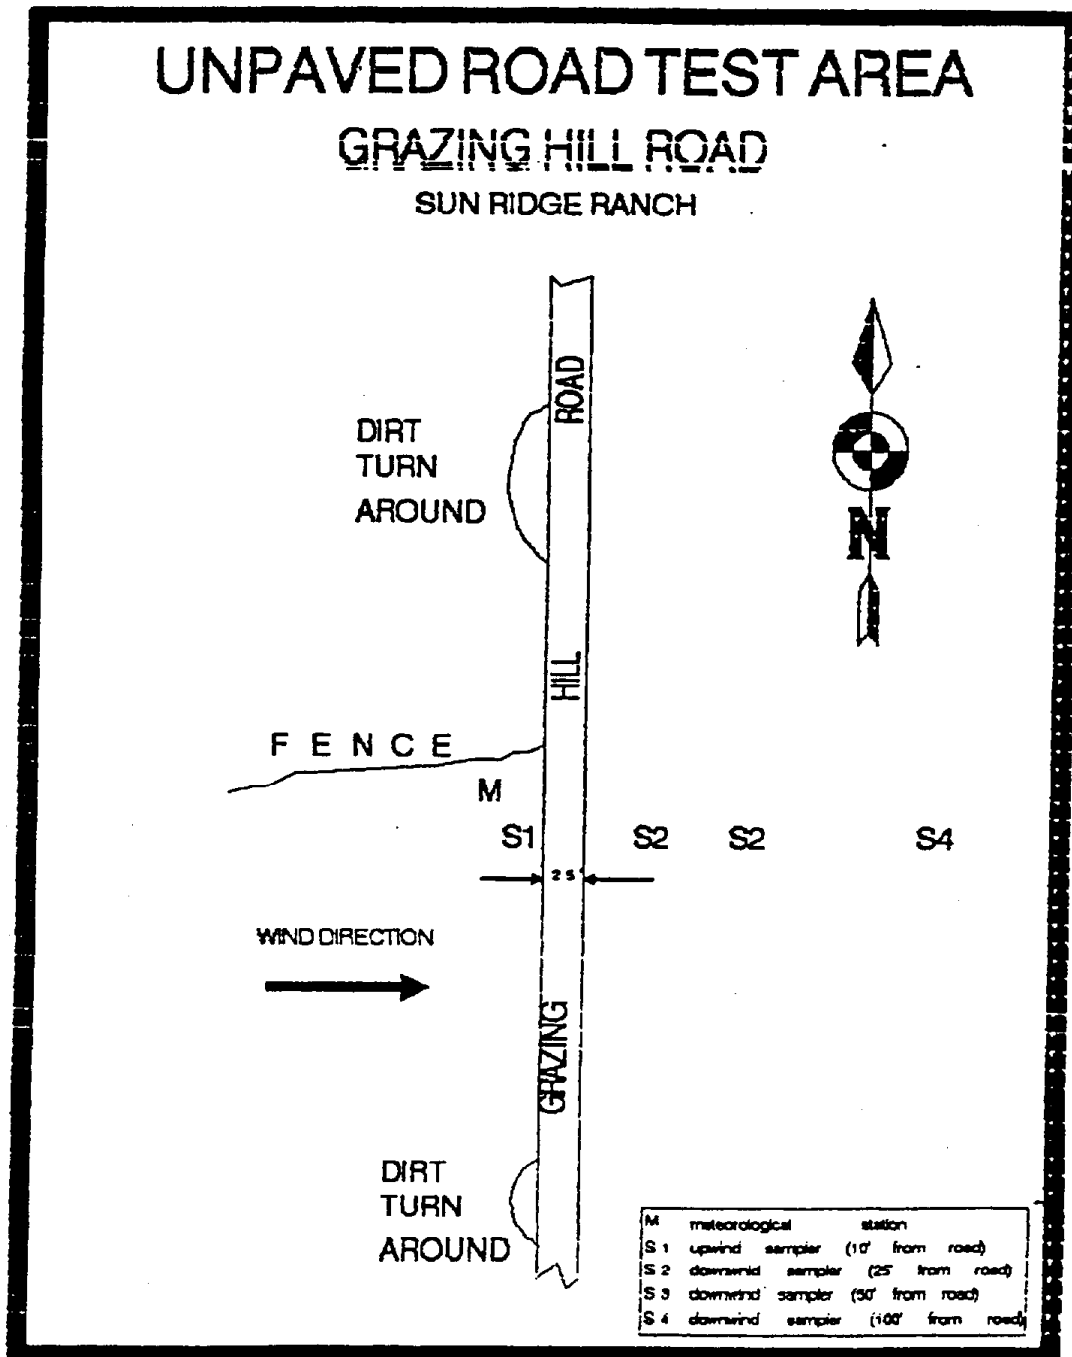 UNPAVED ROAD TEST AREA
GRAZING HILL ROAD
SUN RIDGE RANCH
ROAD
DIRT
TURN
AROUND
N
HILL
FENCE
M
S1 S2 S2 S4
25'
WIND DIRECTION
GRAZING
DIRT
TURN
AROUND
M meteorological station
S 1 upwind sampler (10' from road)
S 2 downwnid sampler (25' from road)
S 3 downwind sampler (50' from road)
S 4 downwind sampler (100' from road)